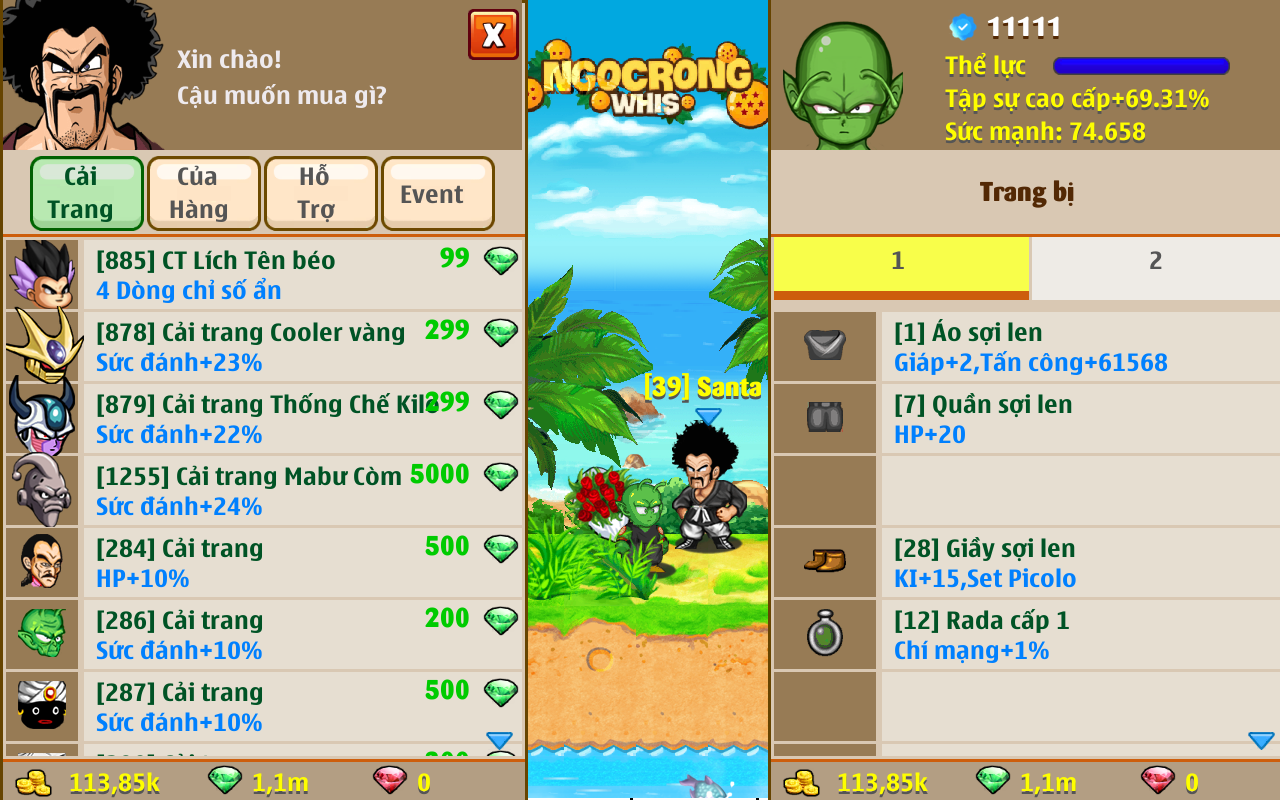 Xin chào!
Cậu muốn mua gì?
X
Cải
Trang
Của
Hàng
Hỗ
Trợ
Event
[885] CT Lích Tên béo
99
4 Dòng chỉ số ẩn
[878] Cải trang Cooler vàng
299
Sức đánh+23%
[879] Cải trang Thống Chế Kilo
399
Sức đánh+22%
[1255] Cải trang Mabư Còm
5000
Sức đánh+24%
[284] Cải trang
500
HP+10%
[286] Cải trang
200
Sức đánh+10%
[287] Cải trang
500
Sức đánh+10%
113,85k
1,1m
0
NGOCRONG
WHIS
[39] Santa
11111
Thể lực
Tập sự cao cấp+69.31%
Sức mạnh: 74.658
Trang bị
1
2
[1] Áo sợi len
Giáp+2,Tấn công+61568
[7] Quần sợi len
HP+20
[28] Giầy sợi len
KI+15,Set Picolo
[12] Rada cấp 1
Chí mạng+1%
113,85k
1,1m
0